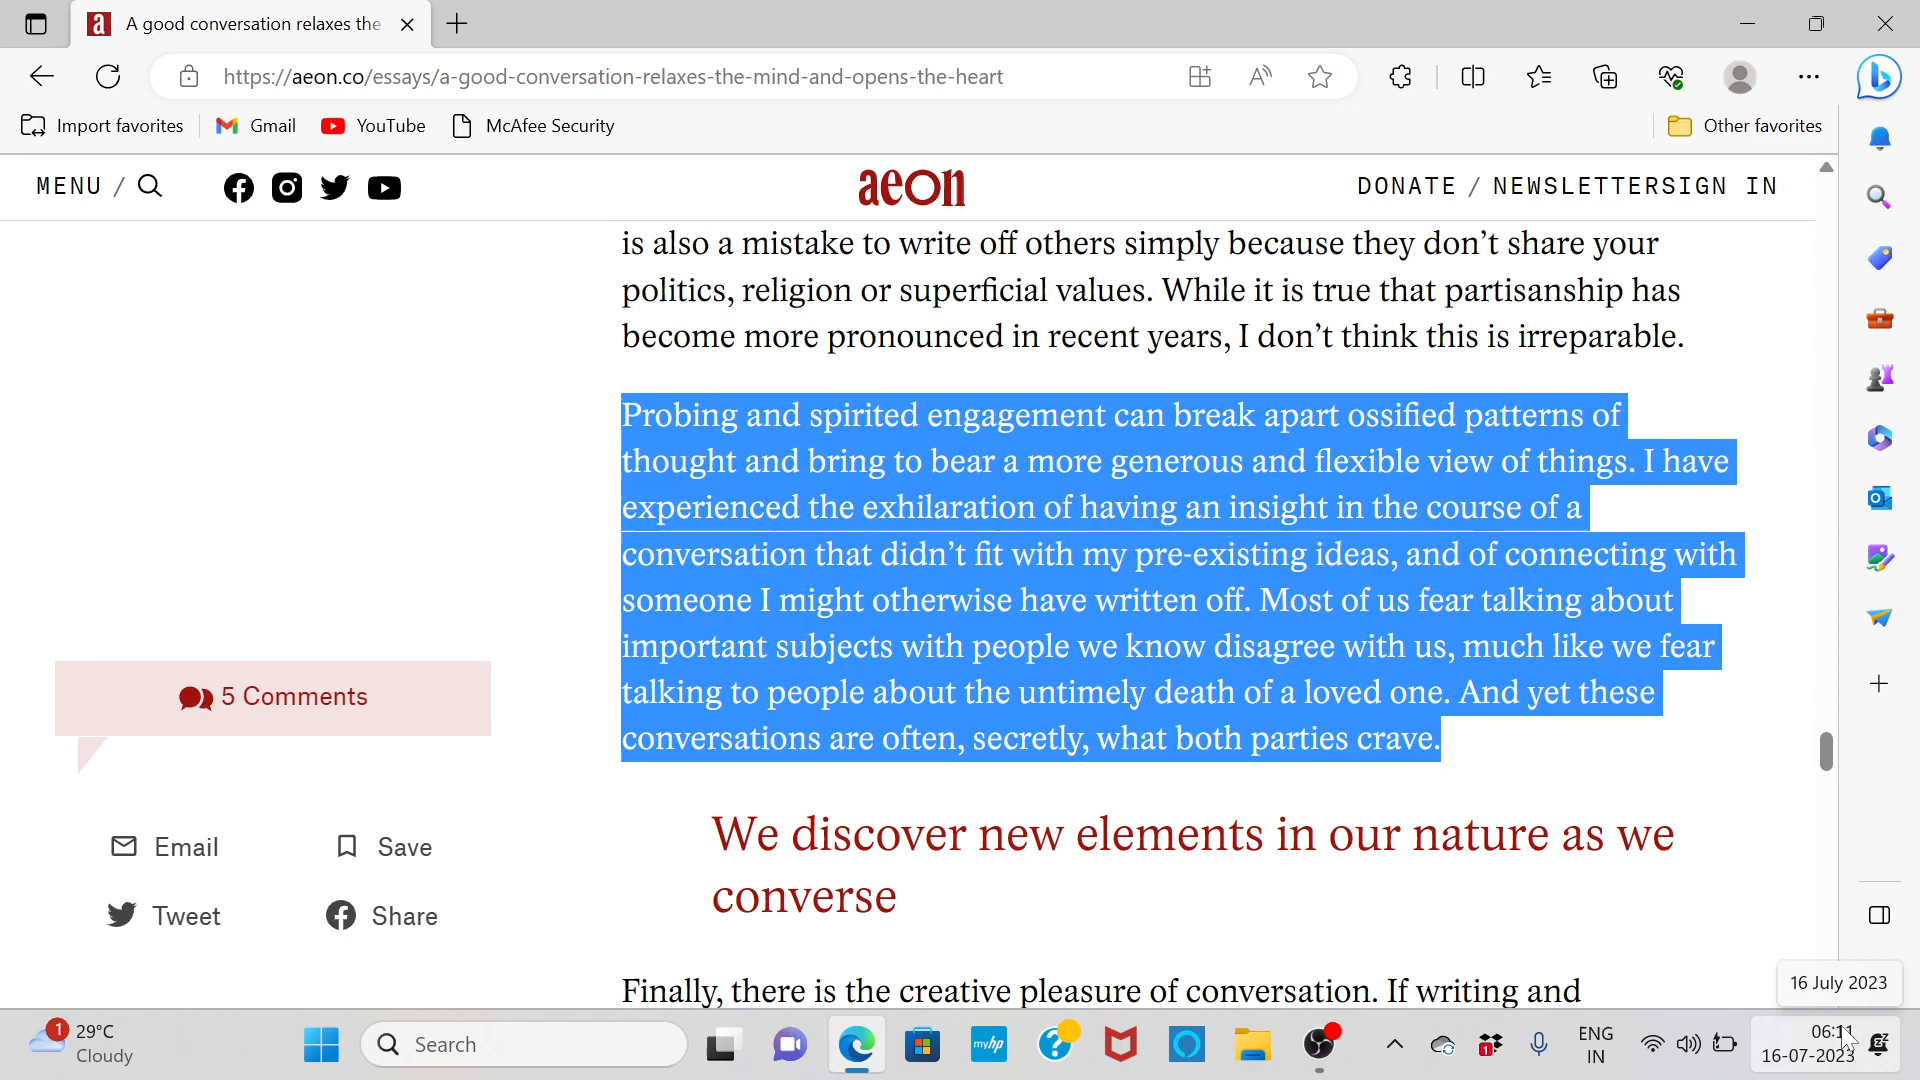 A good conversation relaxes the
https://aeon.co/essays/a-good-conversation-relaxes-the-mind-and-opens-the-heart
Import favorites
Gmail
YouTube
McAfee Security
Other favorites
MENU /
aeon
DONATE / NEWSLETTERSIGN IN
is also a mistake to write off others simply because they don’t share your
politics, religion or superficial values. While it is true that partisanship has
become more pronounced in recent years, I don’t think this is irreparable.
Probing and spirited engagement can break apart ossified patterns of
thought and bring to bear a more generous and flexible view of things. I have
experienced the exhilaration of having an insight in the course of a
conversation that didn’t fit with my pre-existing ideas, and of connecting with
someone I might otherwise have written off. Most of us fear talking about
important subjects with people we know disagree with us, much like we fear
talking to people about the untimely death of a loved one. And yet these
conversations are often, secretly, what both parties crave.
5 Comments
Email
Save
Tweet
Share
We discover new elements in our nature as we
converse
Finally, there is the creative pleasure of conversation. If writing and
16 July 2023
1
29°C
Cloudy
Search
myhp
1
ENG
IN
06:11
16-07-2023